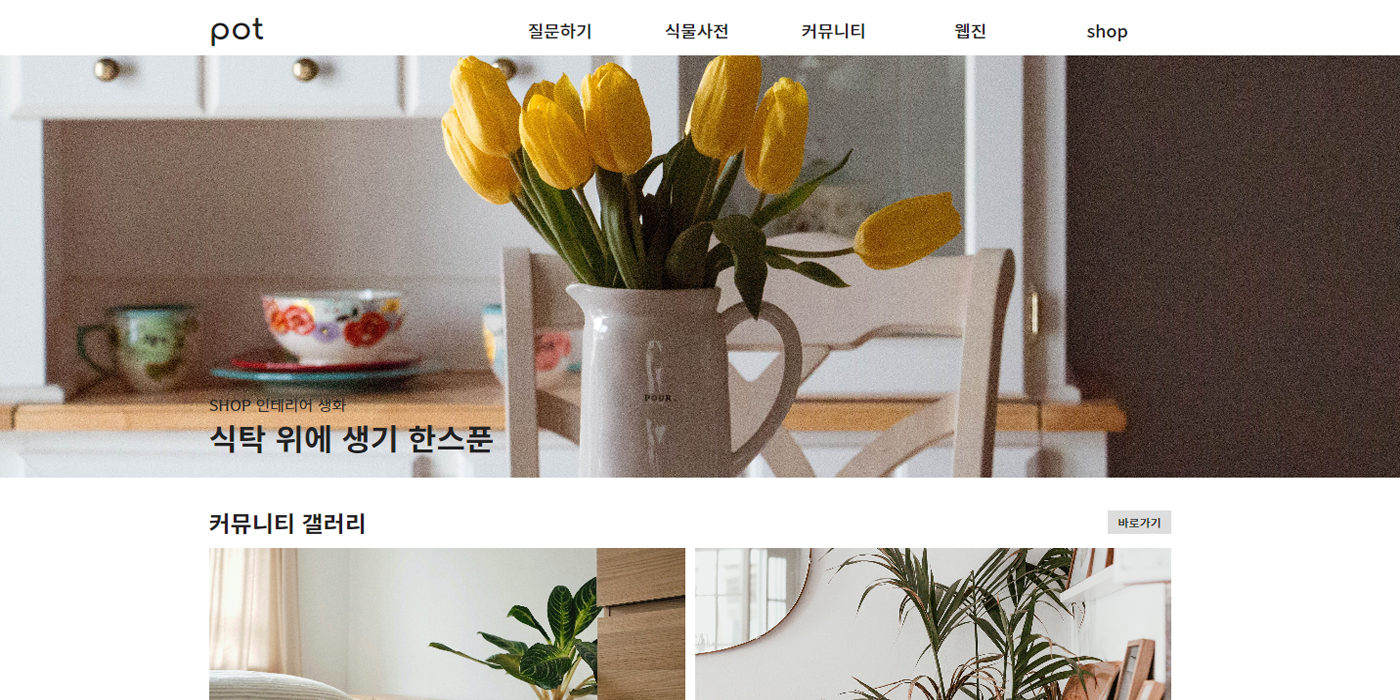 pot
질문하기
식물사전
커뮤니티
웹진
shop
POUR
SHOP 인테리어 생화
식탁 위에 생기 한스푼
커뮤니티 갤러리
바로가기